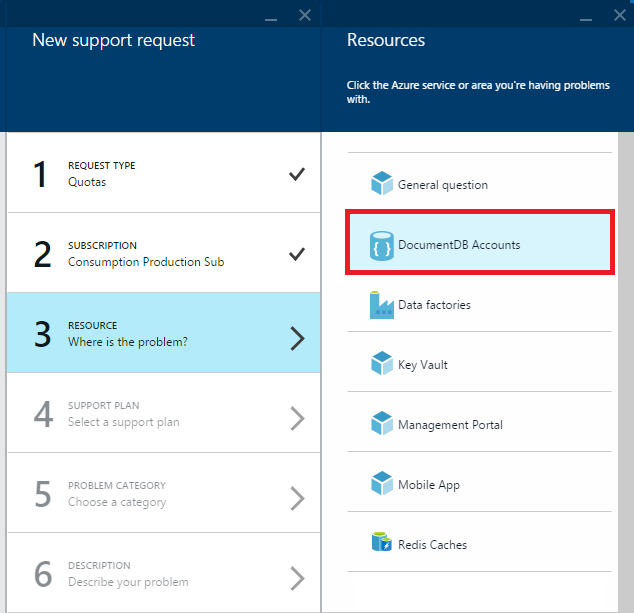 New support request
1
REQUEST TYPE
Quotas
2
SUBSCRIPTION
Consumption Production Sub
3
RESOURCE
Where is the problem?
4
SUPPORT PLAN
Select a support plan
5
PROBLEM CATEGORY
Choose a category
6
DESCRIPTION
Describe your problem
Resources
Click the Azure service or area you're having problems
with.
General question
DocumentDB Accounts
Data factories
Key Vault
Management Portal
Mobile App
Redis Caches